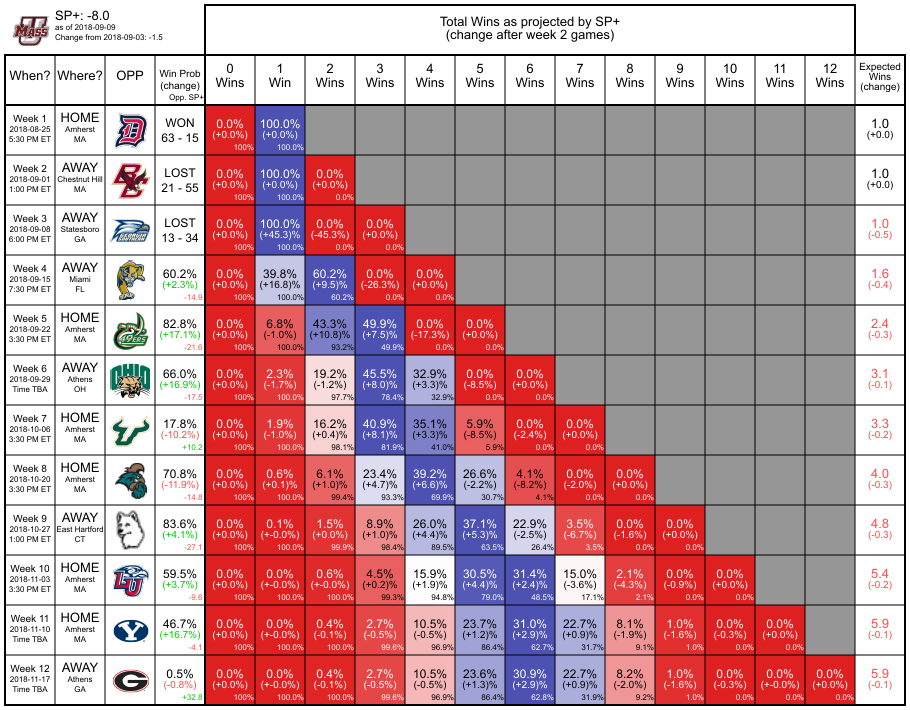 SP+: -8.0
as of 2018-09-09
Change from 2018-09-03: -1.5
Total Wins as projected by SP+
(change after week 2 games)
When? Where? OPP Win Prob (change) Opp. SP+
0 Wins 1 Win 2 Wins 3 Wins 4 Wins 5 Wins 6 Wins 7 Wins 8 Wins 9 Wins 10 Wins 11 Wins 12 Wins
Expected Wins (change)
Week 1 HOME WON 0.0% 100.0% 1.0
2018-08-25 Amherst 63 - 15 (+0.0%) (+0.0%) (+0.0)
5:30 PM ET MA 100% 100.0%
Week 2 AWAY LOST 0.0% 100.0% 0.0% 1.0
2018-09-01 Chestnut Hill 21 - 55 (+0.0%) (+0.0%) (+0.0%) (+0.0)
1:00 PM ET MA 100% 100.0% 0.0%
Week 3 AWAY LOST 0.0% 100.0% 0.0% 0.0% 1.0
2018-09-08 Statesboro 13 - 34 (+0.0%) (+45.3)% (-45.3%) (+0.0%) (-0.5)
6:00 PM ET GA 100% 100.0% 0.0% 0.0%
Week 4 AWAY 60.2% 0.0% 39.8% 60.2% 0.0% 0.0% 1.6
2018-09-15 Miami (+2.3%) (+0.0%) (+16.8)% (+9.5)% (-26.3%) (+0.0%) (-0.4)
7:30 PM ET FL -14.9 100% 100.0% 60.2% 0.0% 0.0%
Week 5 HOME 82.8% 0.0% 6.8% 43.3% 49.9% 0.0% 0.0% 2.4
2018-09-22 Amherst (+17.1%) (+0.0%) (-1.0%) (+10.8)% (+7.5)% (-17.3%) (+0.0%) (-0.3)
3:30 PM ET MA -21.6 100% 100.0% 93.2% 49.9% 0.0% 0.0%
Week 6 AWAY 66.0% 0.0% 2.3% 19.2% 45.5% 32.9% 0.0% 0.0% 3.1
2018-09-29 Athens (+16.9%) (+0.0%) (-1.7%) (-1.2%) (+8.0)% (+3.3)% (-8.5%) (+0.0%) (-0.1)
Time TBA OH -17.5 100% 100.0% 97.7% 78.4% 32.9% 0.0% 0.0%
Week 7 HOME 17.8% 0.0% 1.9% 16.2% 40.9% 35.1% 5.9% 0.0% 0.0% 3.3
2018-10-06 Amherst (-10.2%) (+0.0%) (-1.0%) (+0.4)% (+8.1)% (+3.3)% (-8.5%) (-2.4%) (+0.0%) (-0.2)
3:30 PM ET MA +10.2 100% 100.0% 98.1% 81.9% 41.0% 5.9% 0.0% 0.0%
Week 8 HOME 70.8% 0.0% 0.6% 6.1% 23.4% 39.2% 26.6% 4.1% 0.0% 0.0% 4.0
2018-10-20 Amherst (-11.9%) (+0.0%) (+0.1)% (+1.0)% (+4.7)% (+6.6)% (-2.2%) (-8.2%) (-2.0%) (+0.0%) (-0.3)
3:30 PM ET MA -14.8 100% 100.0% 99.4% 93.3% 69.9% 30.7% 4.1% 0.0% 0.0%
Week 9 AWAY 83.6% 0.0% 0.1% 1.5% 8.9% 26.0% 37.1% 22.9% 3.5% 0.0% 0.0% 4.8
2018-10-27 East Hartford (+4.1%) (+0.0%) (-0.0%) (+0.0%) (+1.0)% (+4.4)% (+5.3)% (-2.5%) (-6.7%) (-1.6%) (+0.0%) (-0.3)
1:00 PM ET CT -27.1 100% 100.0% 99.9% 98.4% 89.5% 63.5% 26.4% 3.5% 0.0% 0.0%
Week 10 HOME 59.5% 0.0% 0.0% 0.6% 4.5% 15.9% 30.5% 31.4% 15.0% 2.1% 0.0% 0.0% 5.4
2018-11-03 Amherst (+3.7%) (+0.0%) (+0.0%) (-0.0%) (+0.2)% (+1.9)% (+4.4)% (+2.4)% (-3.6%) (-4.3%) (-0.9%) (+0.0%) (-0.2)
3:30 PM ET MA -9.6 100% 100.0% 100.0% 99.3% 94.8% 79.0% 48.5% 17.1% 2.1% 0.0% 0.0%
Week 11 HOME 46.7% 0.0% 0.0% 0.4% 2.7% 10.5% 23.7% 31.0% 22.7% 8.1% 1.0% 0.0% 0.0% 5.9
2018-11-10 Amherst (+16.7%) (+0.0%) (-0.0%) (-0.1%) (-0.5%) (-0.5%) (+1.2)% (+2.9)% (+0.9)% (-1.9%) (-1.6%) (-0.3%) (+0.0%) (-0.1)
Time TBA MA -4.1 100% 100.0% 100.0% 99.6% 96.9% 86.4% 62.7% 31.7% 9.1% 1.0% 0.0% 0.0%
Week 12 AWAY 0.5% 0.0% 0.0% 0.4% 2.7% 10.5% 23.6% 30.9% 22.7% 8.2% 1.0% 0.0% 0.0% 0.0% 5.9
2018-11-17 Athens (-0.8%) (+0.0%) (-0.0%) (-0.1%) (-0.5%) (-0.5%) (+1.3)% (+2.9)% (+0.9)% (-2.0%) (-1.6%) (-0.3%) (-0.0%) (+0.0%) (-0.1)
Time TBA GA +32.8 100% 100.0% 100.0% 99.6% 96.9% 86.4% 62.8% 31.9% 9.2% 1.0% 0.0% 0.0% 0.0%